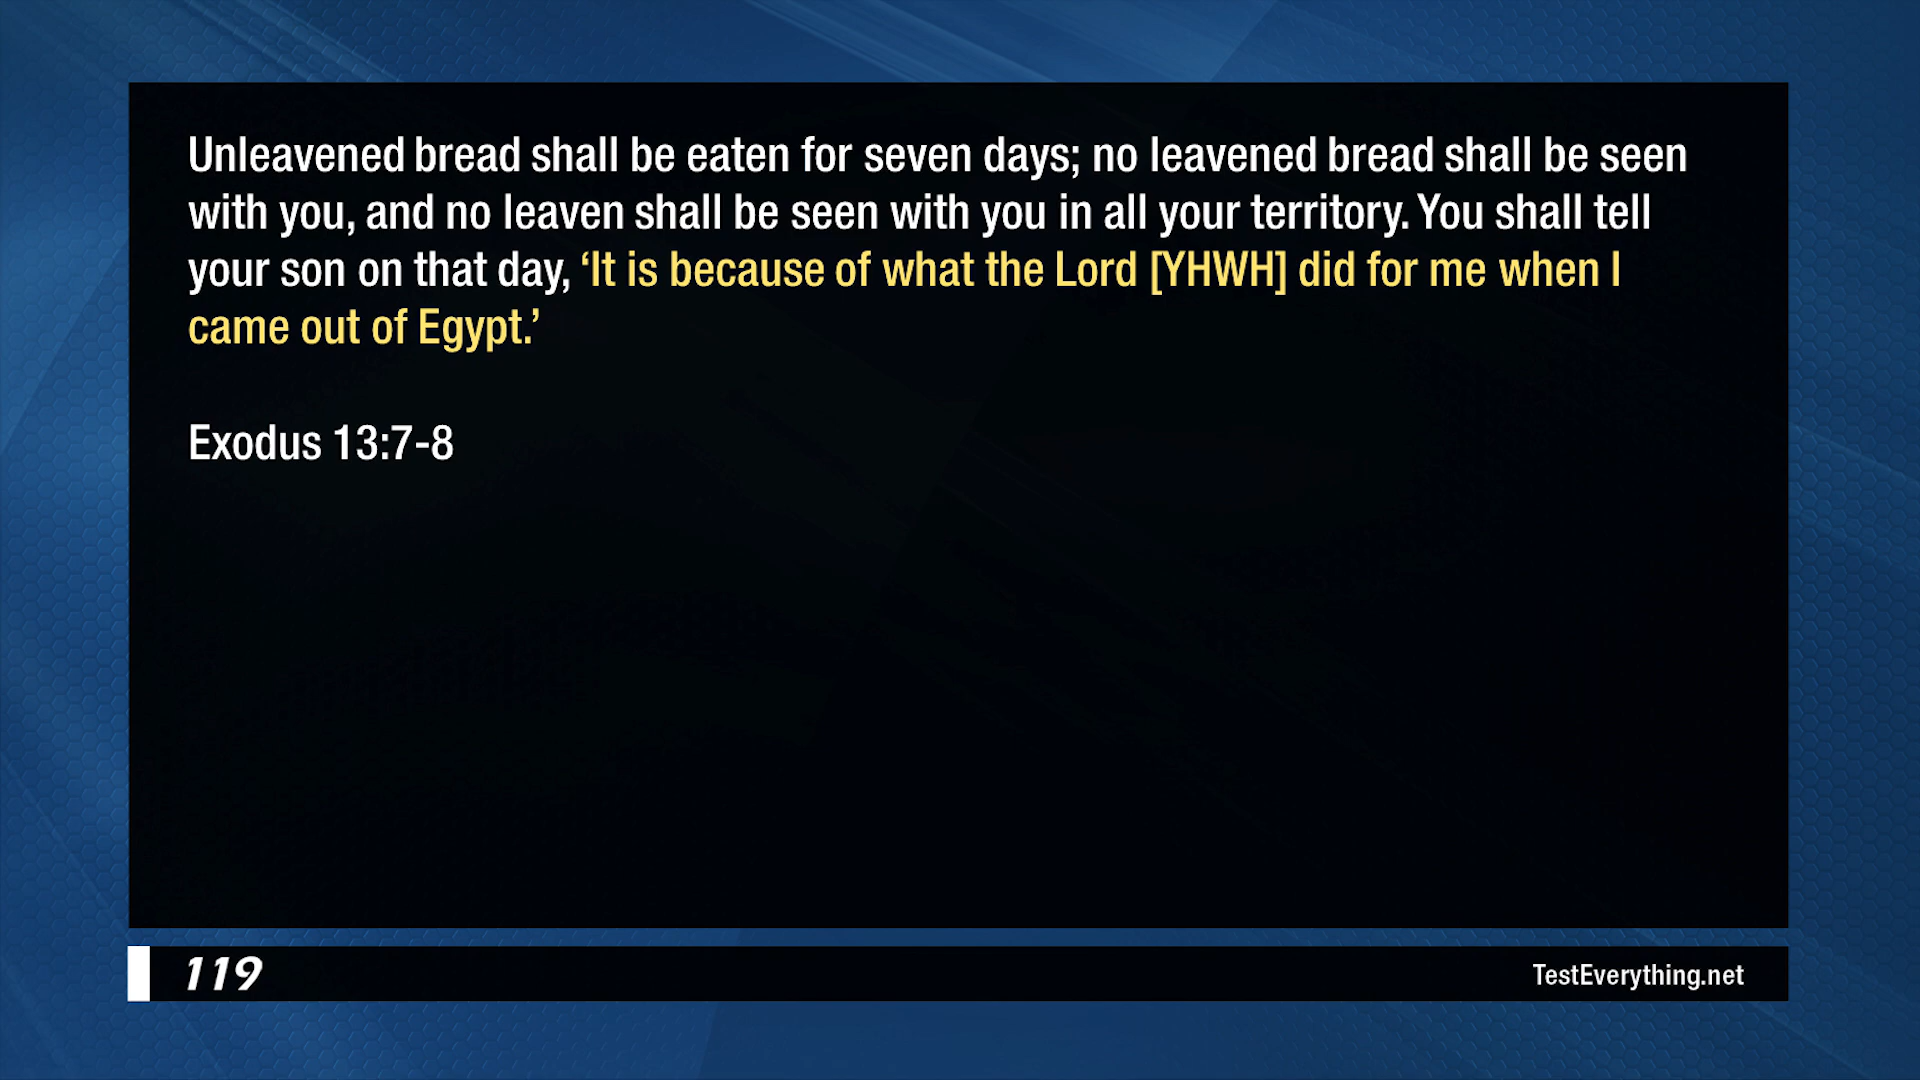 Unleavened bread shall be eaten for seven days; no leavened bread shall be seen
with you, and no leaven shall be seen with you in all your territory. You shall tell
your son on that day, ‘It is because of what the Lord [YHWH] did for me when I
came out of Egypt.’
Exodus 13:7-8
119
TestEverything.net